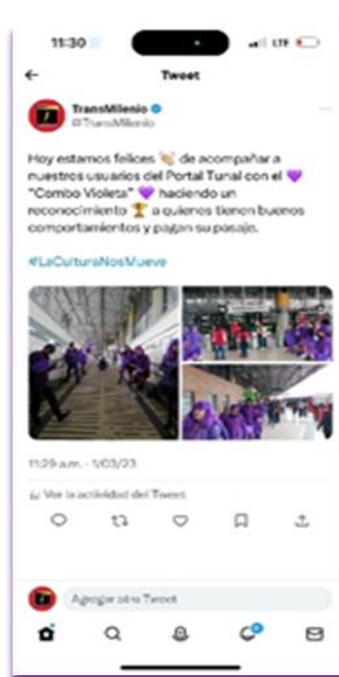 11:30
LTE
Tweet
TransMilenio
@TransMilenio
Hoy estamos felices 👏 de acompañar a
nuestros usuarios del Portal Tunal con el 💜
"Combo Violeta" 💜 haciendo un
reconocimiento 🏆 a quienes tienen buenos
comportamientos y pagan su pasaje.
#LaCulturaNosMueve
11:29 a.m. - 1/03/23
Ver la actividad del Tweet
Agregar otro Tweet